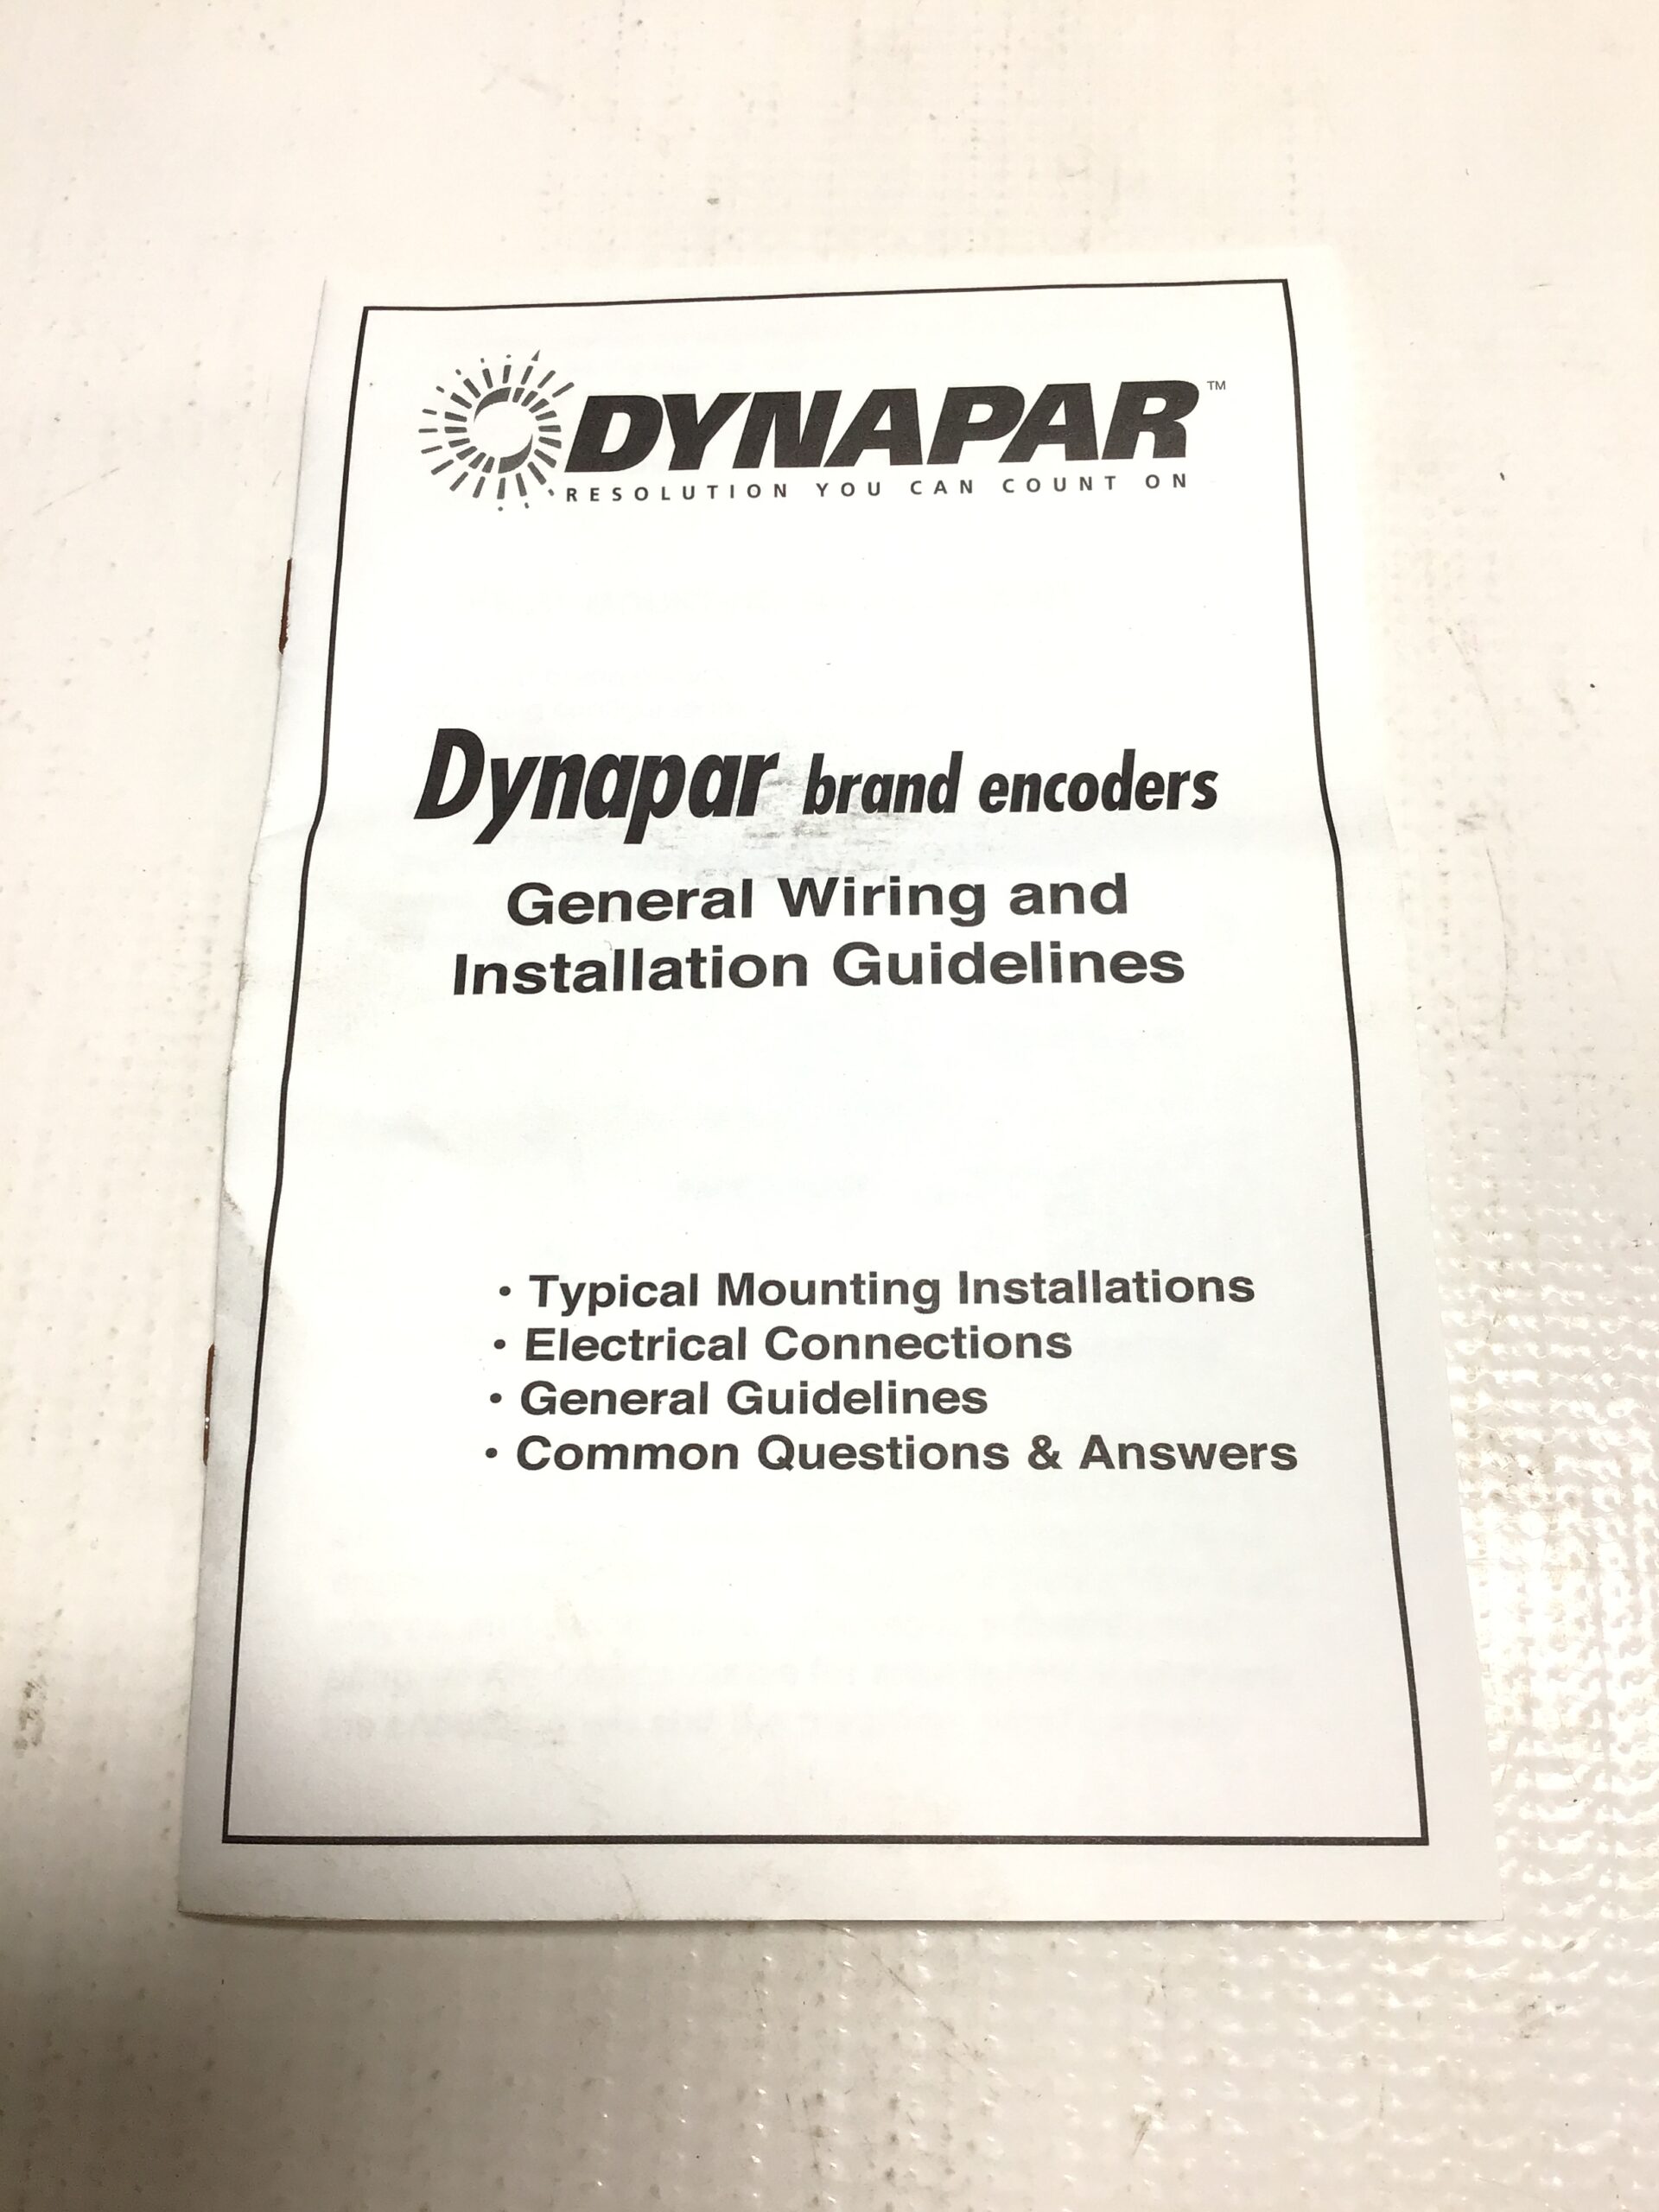 DYNAPAR™
RESOLUTION YOU CAN COUNT ON
Dynapar brand encoders
General Wiring and
Installation Guidelines
• Typical Mounting Installations
• Electrical Connections
• General Guidelines
• Common Questions & Answers